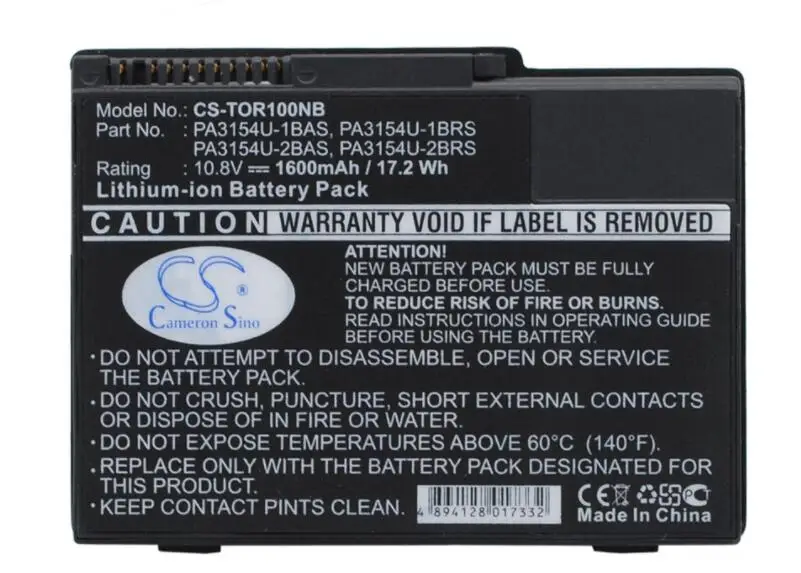 Model No.: CS-TOR100NB
Part No. : PA3154U-1BAS, PA3154U-1BRS
PA3154U-2BAS, PA3154U-2BRS
Rating : 10.8V 1600mAh / 17.2 Wh
Lithium-ion Battery Pack
CAUTION WARRANTY VOID IF LABEL IS REMOVED
CS
Cameron Sino
ATTENTION!
NEW BATTERY PACK MUST BE FULLY
CHARGED BEFORE USE.
TO REDUCE RISK OF FIRE OR BURNS.
READ INSTRUCTIONS IN OPERATING GUIDE
BEFORE USING THE BATTERY.
• DO NOT ATTEMPT TO DISASSEMBLE, OPEN OR SERVICE
THE BATTERY PACK.
• DO NOT CRUSH, PUNCTURE, SHORT EXTERNAL CONTACTS
OR DISPOSE OF IN FIRE OR WATER.
• DO NOT EXPOSE TEMPERATURES ABOVE 60°C (140°F).
• REPLACE ONLY WITH THE BATTERY PACK DESIGNATED FOR
THIS PRODUCT.
• KEEP CONTACT PINTS CLEAN.
4 894128 017332
CE
Made In China